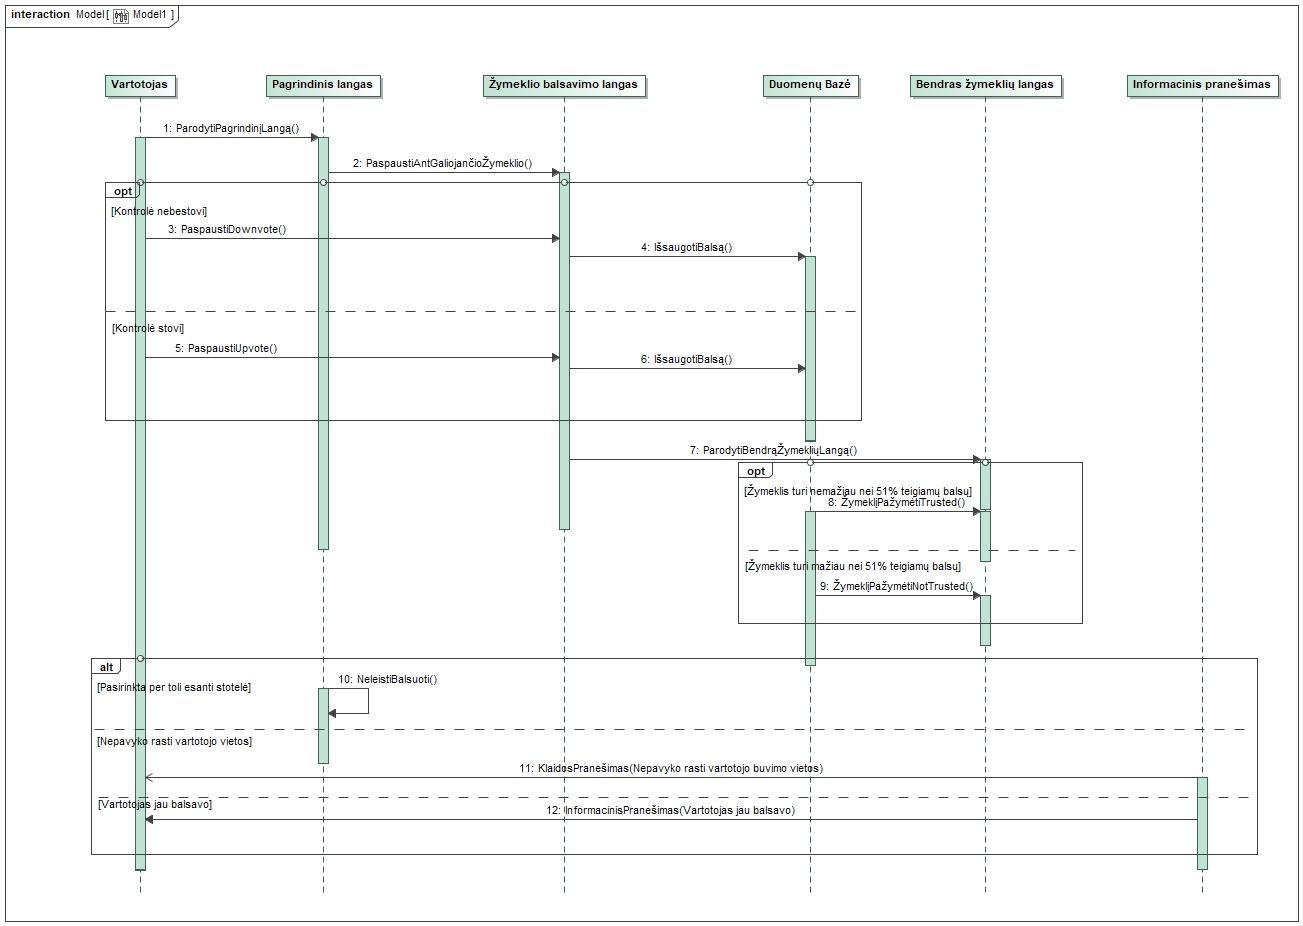 interaction Model [ Model1 ]
Vartotojas
Pagrindinis langas
Žymeklio balsavimo langas
Duomenų Bazė
Bendras žymeklių langas
Informacinis pranešimas
1: ParodytiPagrindinįLangą()
2: PaspaustiAntGaliojančioŽymeklio()
opt
[Kontrolė nebestovi]
3: PaspaustiDownvote()
4: IšsaugotiBalsą()
[Kontrolė stovi]
5: PaspaustiUpvote()
6: IšsaugotiBalsą()
7: ParodytiBendrąŽymekliųLangą()
opt
[Žymeklis turi nemažiau nei 51% teigiamų balsų]
8: ŽymeklįPažymėtiTrusted()
[Žymeklis turi mažiau nei 51% teigiamų balsų]
9: ŽymeklįPažymėtiNotTrusted()
alt
[Pasirinkta per toli esanti stotelė]
10: NeleistiBalsuoti()
[Nepavyko rasti vartotojo vietos]
11: KlaidosPranešimas(Nepavyko rasti vartotojo buvimo vietos)
[Vartotojas jau balsavo]
12: InformacinisPranešimas(Vartotojas jau balsavo)